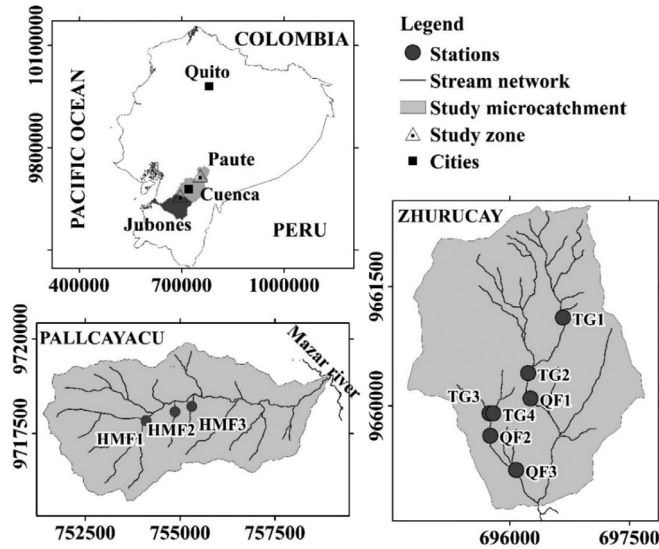 COLOMBIA
Quito
PACIFIC OCEAN
Paute
Cuenca
Jubones
PERU
10100000
9800000
400000
700000
1000000
Legend
Stations
Stream network
Study microcatchment
Study zone
Cities
PALLCAYACU
Mazar river
HMF1
HMF2
HMF3
9720000
9717500
752500
755000
757500
ZHURUCAY
TG1
TG2
QF1
TG3
TG4
QF2
QF3
9661500
9660000
696000
697500